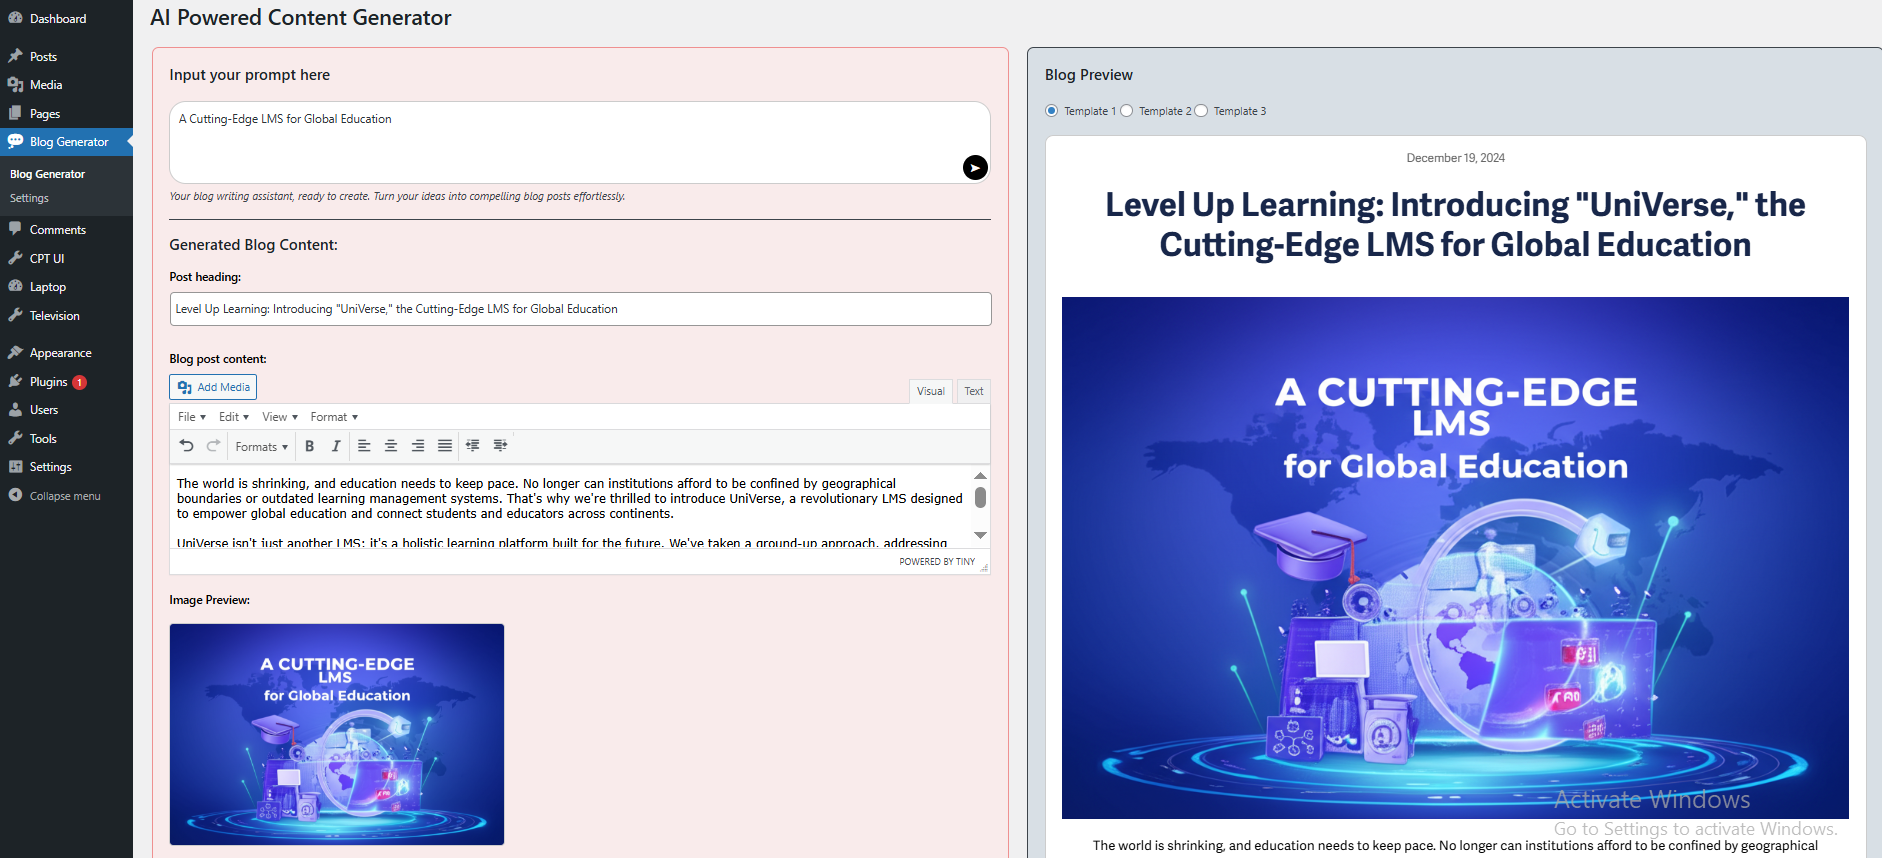 Dashboard
Posts
Media
Pages
Blog Generator
Blog Generator
Settings
Comments
CPT UI
Laptop
Television
Appearance
Plugins 1
Users
Tools
Settings
Collapse menu
AI Powered Content Generator
Input your prompt here
A Cutting-Edge LMS for Global Education
Your blog writing assistant, ready to create. Turn your ideas into compelling blog posts effortlessly.
Generated Blog Content:
Post heading:
Level Up Learning: Introducing "UniVerse," the Cutting-Edge LMS for Global Education
Blog post content:
Add Media
Visual Text
File Edit View Format
Formats B I
The world is shrinking, and education needs to keep pace. No longer can institutions afford to be confined by geographical
boundaries or outdated learning management systems. That's why we're thrilled to introduce UniVerse, a revolutionary LMS designed
to empower global education and connect students and educators across continents.
UniVerse isn't just another LMS; it's a holistic learning platform built for the future. We've taken a ground-up approach, addressing
POWERED BY TINY
Image Preview:
A CUTTING-EDGE
LMS
for Global Education
Blog Preview
Template 1 Template 2 Template 3
December 19, 2024
Level Up Learning: Introducing "UniVerse," the
Cutting-Edge LMS for Global Education
A CUTTING-EDGE
LMS
for Global Education
Activate Windows
Go to Settings to activate Windows.
The world is shrinking, and education needs to keep pace. No longer can institutions afford to be confined by geographical